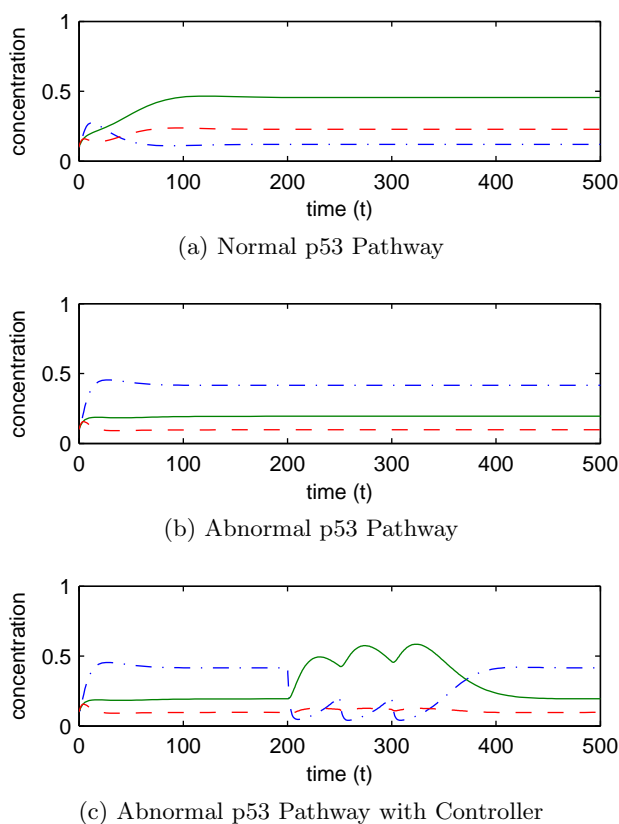 1
0.5
0
concentration
0 100 200 300 400 500
time (t)
(a) Normal p53 Pathway
1
0.5
0
concentration
0 100 200 300 400 500
time (t)
(b) Abnormal p53 Pathway
1
0.5
0
concentration
0 100 200 300 400 500
time (t)
(c) Abnormal p53 Pathway with Controller